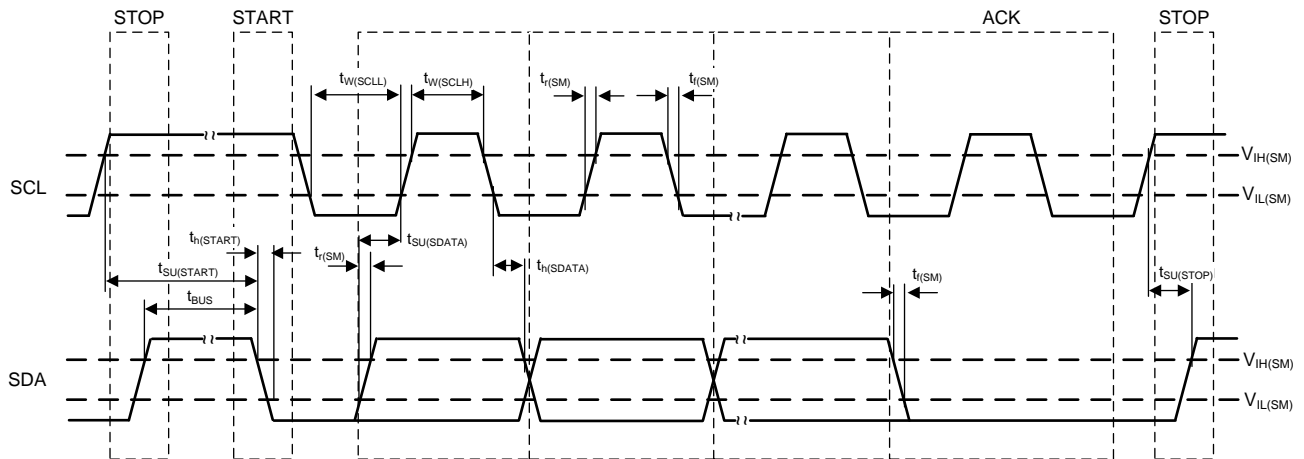 STOP START ACK STOP
tW(SCLL) tW(SCLH) tr(SM) tf(SM)
VIH(SM)
SCL
VIL(SM)
th(START) tr(SM) tSU(SDATA)
tSU(START) th(SDATA) tf(SM) tSU(STOP)
tBUS
VIH(SM)
SDA
VIL(SM)